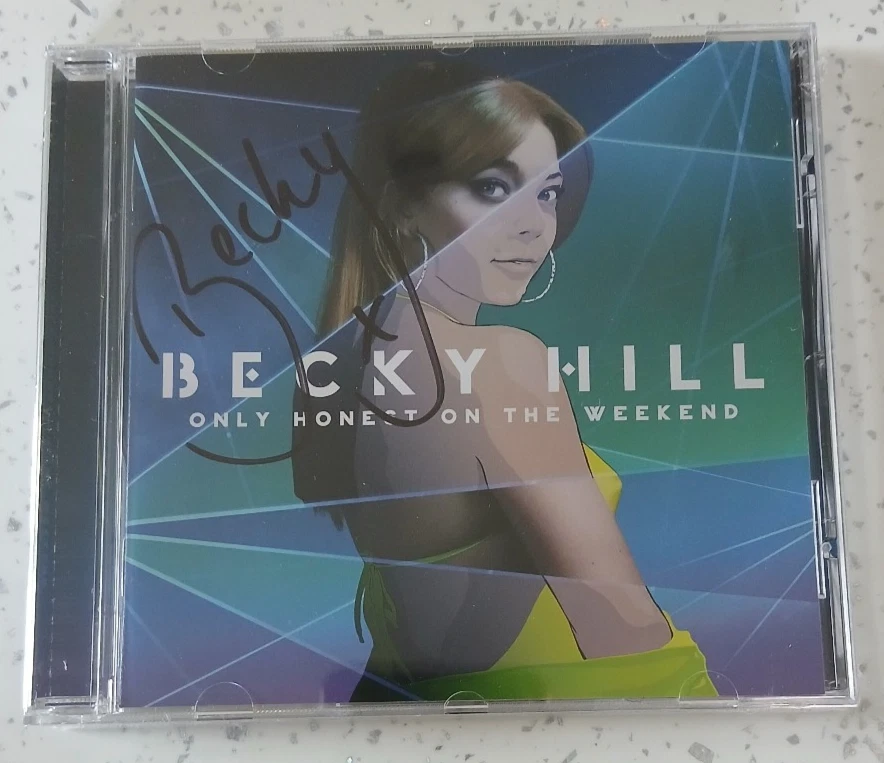 Becky x
BECKY HILL
ONLY HONEST ON THE WEEKEND